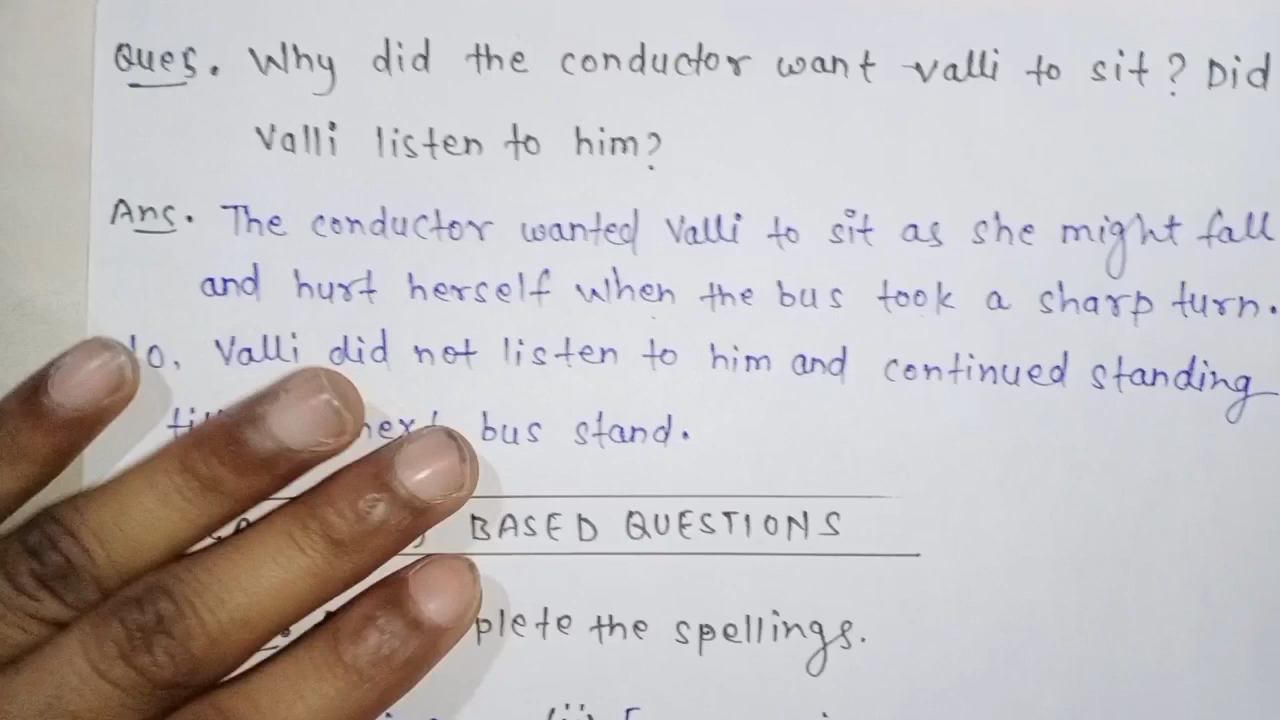 Ques. Why did the conductor want valli to sit? Did
Valli listen to him?
Ans. The conductor wanted Valli to sit as she might fall
and hurt herself when the bus took a sharp turn.
Valli did not listen to him and continued standing
bus stand.
BASED QUESTIONS
the spellings.